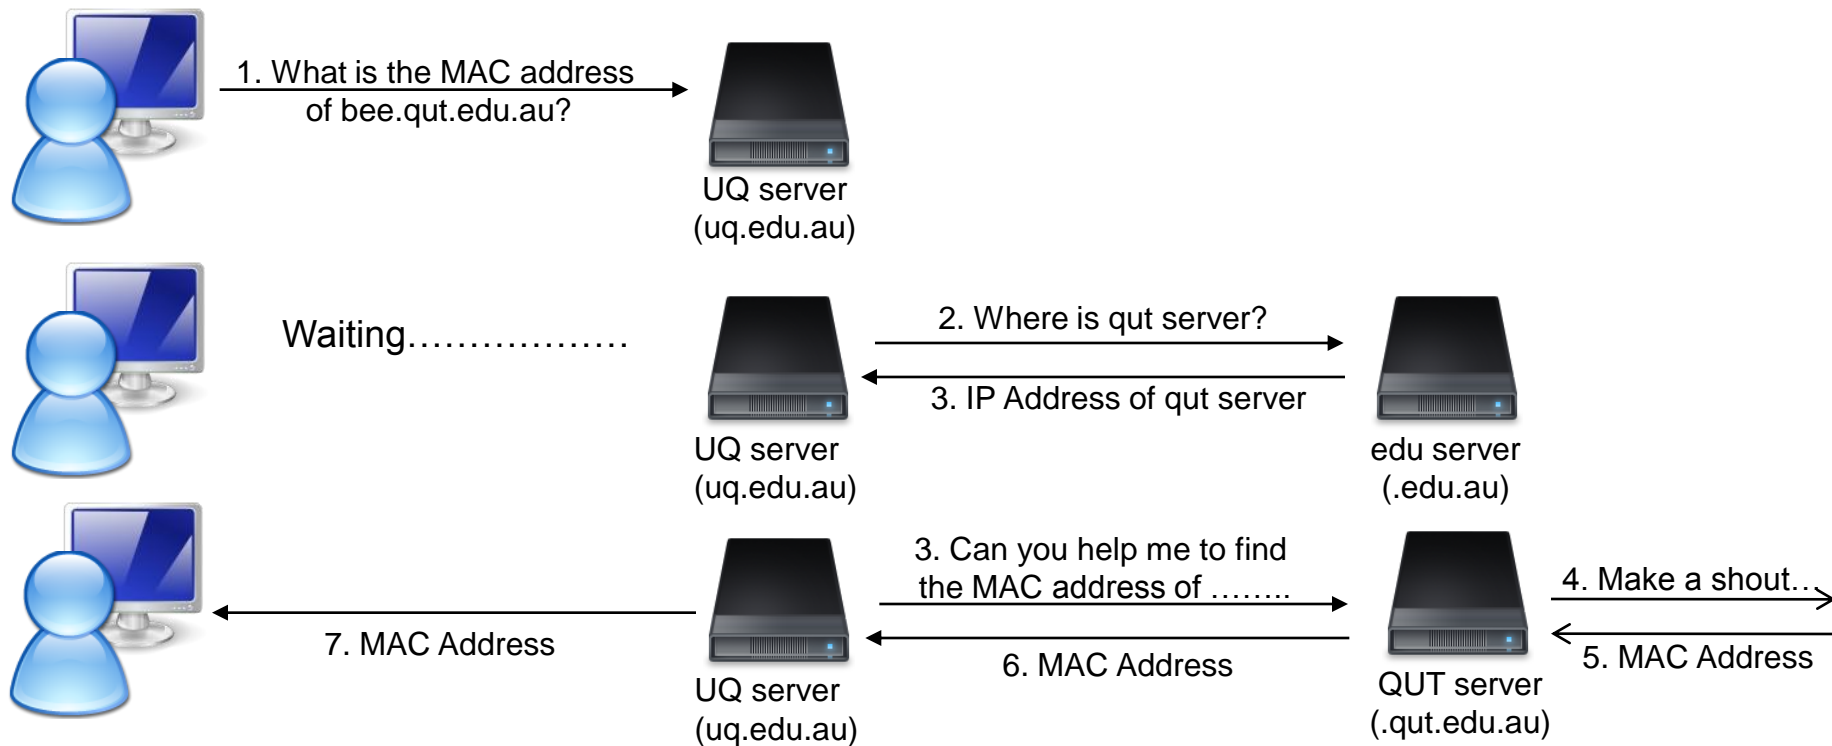 1. What is the MAC address
of bee.qut.edu.au?
UQ server
(uq.edu.au)
Waiting………………
2. Where is qut server?
3. IP Address of qut server
UQ server
(uq.edu.au)
edu server
(.edu.au)
3. Can you help me to find
the MAC address of ……..
4. Make a shout…
7. MAC Address
6. MAC Address
5. MAC Address
UQ server
(uq.edu.au)
QUT server
(.qut.edu.au)